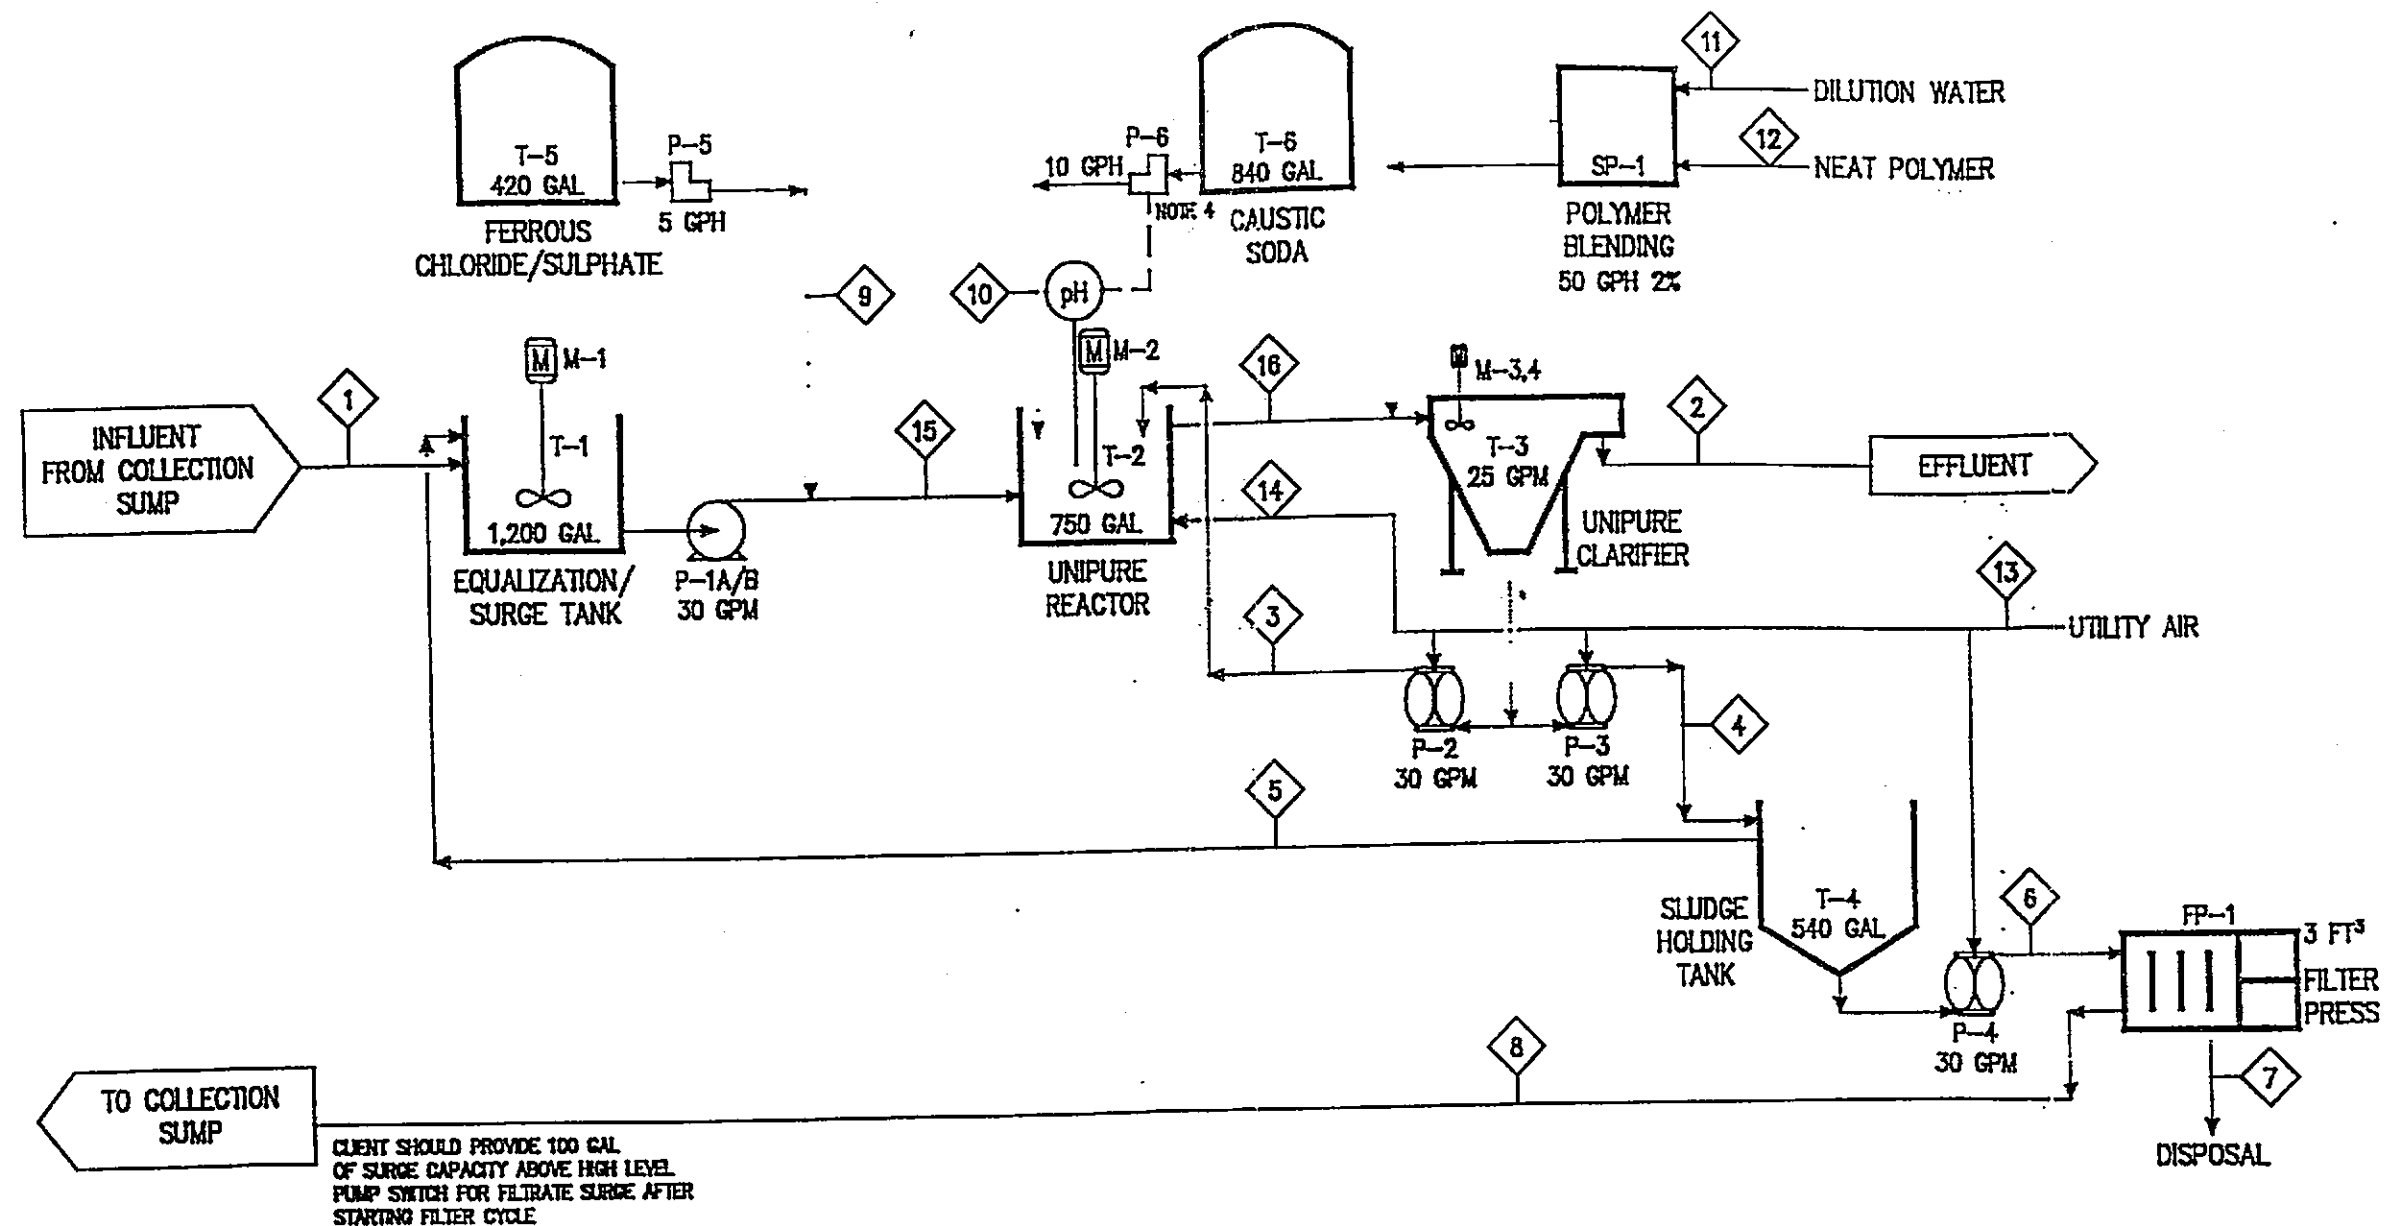 T-5
420 GAL
FERROUS
CHLORIDE/SULPHATE
P-5
5 GPH
10 GPH
P-6
NOTE 4
T-6
840 GAL
CAUSTIC
SODA
SP-1
POLYMER
BLENDING
50 GPH 2%
11
DILUTION WATER
12
NEAT POLYMER
9
10
pH
INFLUENT
FROM COLLECTION
SUMP
1
M M-1
T-1
1,200 GAL
EQUALIZATION/
SURGE TANK
P-1A/B
30 GPM
15
M M-2
T-2
750 GAL
UNIPURE
REACTOR
16
14
3
M M-3,4
T-3
25 GPM
UNIPURE
CLARIFIER
2
EFFLUENT
13
UTILITY AIR
P-2
30 GPM
P-3
30 GPM
4
5
T-4
540 GAL
SLUDGE
HOLDING
TANK
6
P-4
30 GPM
FP-1
3 FT³
FILTER
PRESS
7
DISPOSAL
8
TO COLLECTION
SUMP
CLIENT SHOULD PROVIDE 100 GAL
OF SURGE CAPACITY ABOVE HIGH LEVEL
PUMP SWITCH FOR FILTRATE SURGE AFTER
STARTING FILTER CYCLE